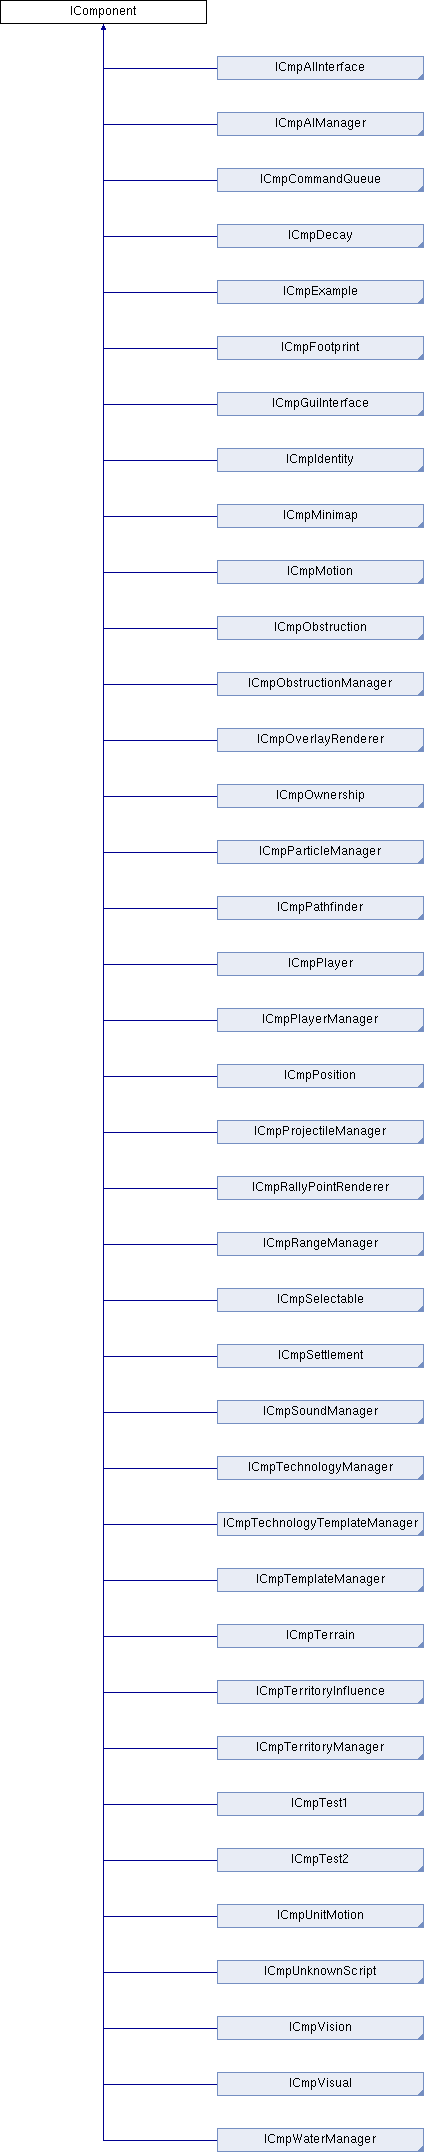 IComponent
ICmpAIInterface
ICmpAIManager
ICmpCommandQueue
ICmpDecay
ICmpExample
ICmpFootprint
ICmpGuiInterface
ICmpIdentity
ICmpMinimap
ICmpMotion
ICmpObstruction
ICmpObstructionManager
ICmpOverlayRenderer
ICmpOwnership
ICmpParticleManager
ICmpPathfinder
ICmpPlayer
ICmpPlayerManager
ICmpPosition
ICmpProjectileManager
ICmpRallyPointRenderer
ICmpRangeManager
ICmpSelectable
ICmpSettlement
ICmpSoundManager
ICmpTechnologyManager
ICmpTechnologyTemplateManager
ICmpTemplateManager
ICmpTerrain
ICmpTerritoryInfluence
ICmpTerritoryManager
ICmpTest1
ICmpTest2
ICmpUnitMotion
ICmpUnknownScript
ICmpVision
ICmpVisual
ICmpWaterManager